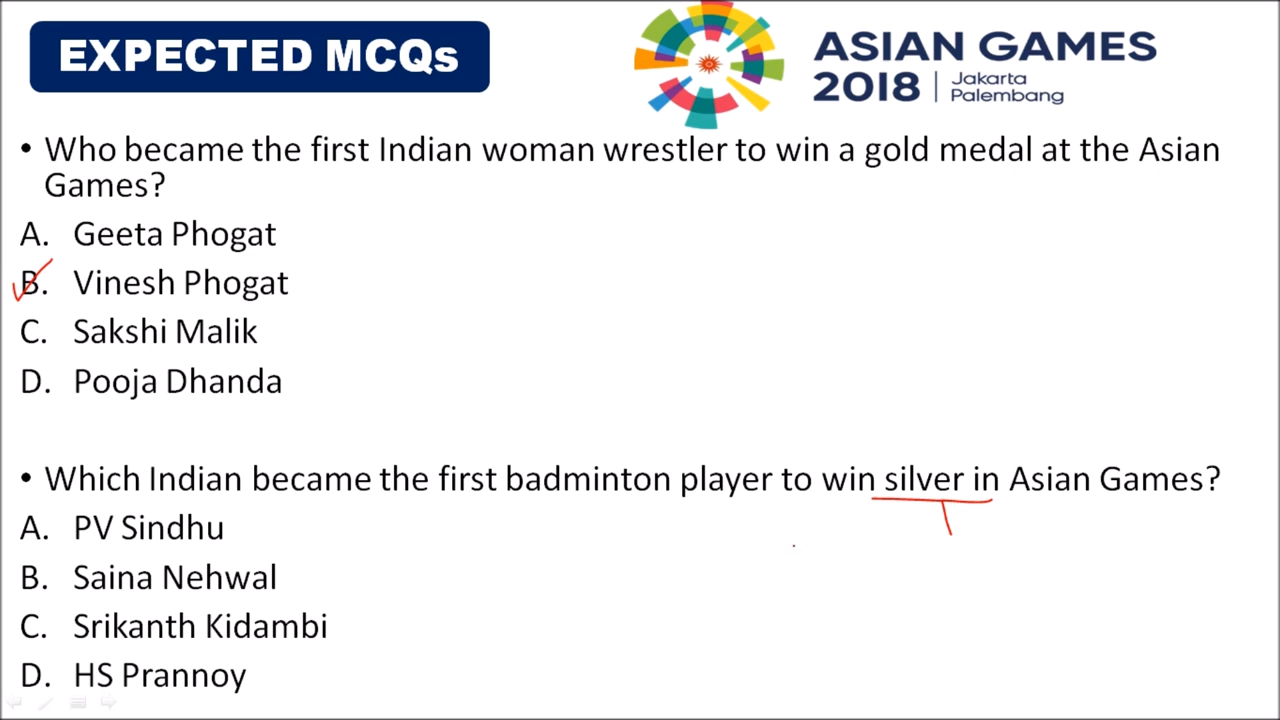 EXPECTED MCQs
ASIAN GAMES
2018 | Jakarta
Palembang
• Who became the first Indian woman wrestler to win a gold medal at the Asian
Games?
A. Geeta Phogat
B. Vinesh Phogat
C. Sakshi Malik
D. Pooja Dhanda
• Which Indian became the first badminton player to win silver in Asian Games?
A. PV Sindhu
B. Saina Nehwal
C. Srikanth Kidambi
D. HS Prannoy